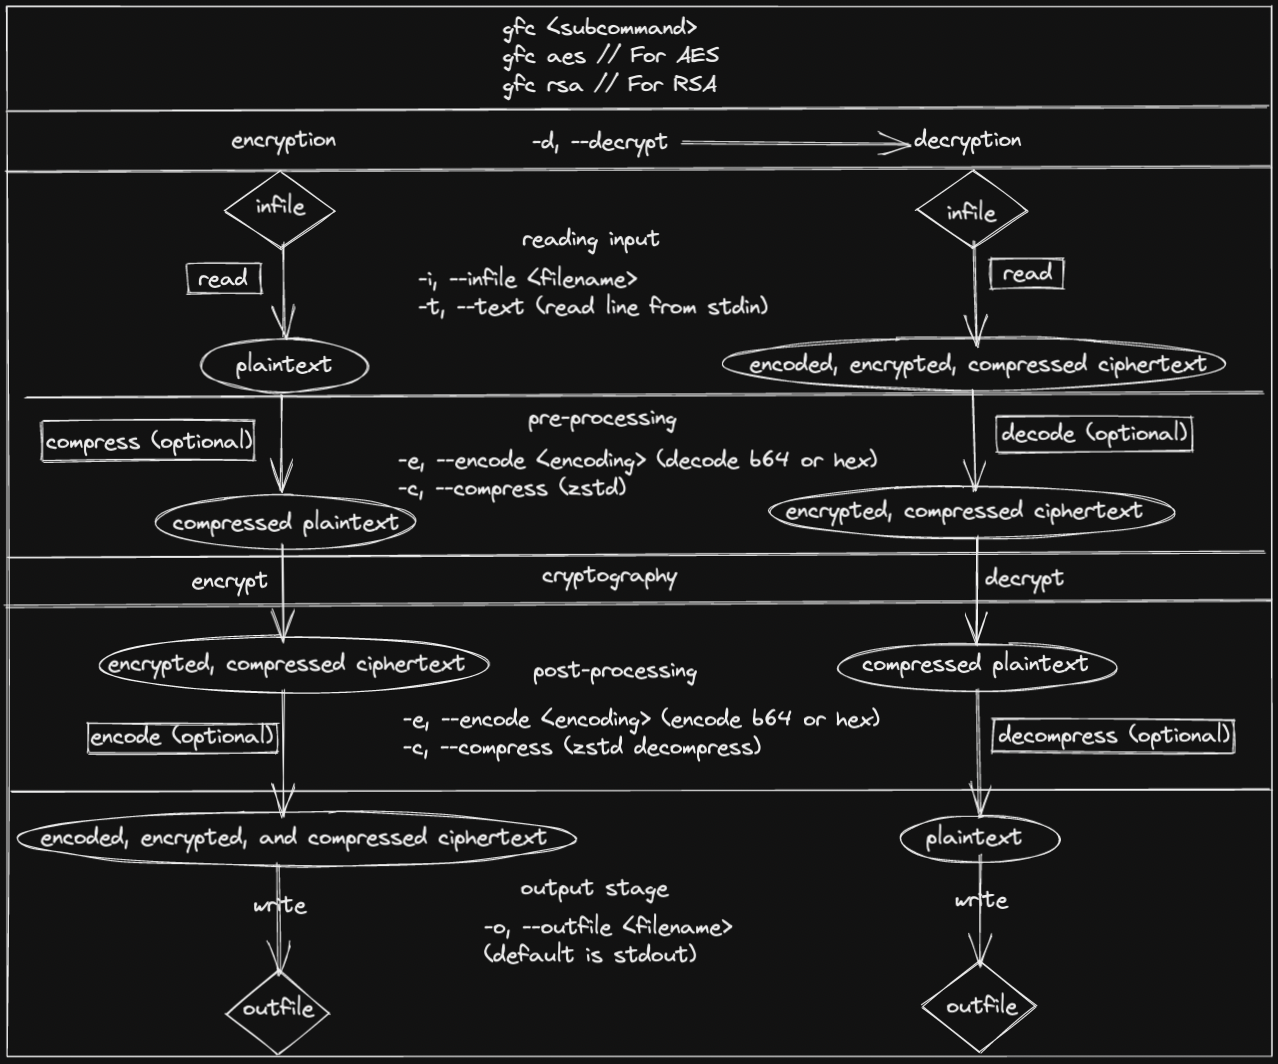 gfc <subcommand>
gfc aes // For AES
gfc rsa // For RSA
encryption
-d, --decrypt
decryption
infile
infile
reading input
read
-i, --infile <filename>
-t, --text (read line from stdin)
read
plaintext
encoded, encrypted, compressed ciphertext
pre-processing
compress (optional)
decode (optional)
-e, --encode <encoding> (decode b64 or hex)
-c, --compress (zstd)
compressed plaintext
encrypted, compressed ciphertext
encrypt
cryptography
decrypt
encrypted, compressed ciphertext
post-processing
compressed plaintext
-e, --encode <encoding> (encode b64 or hex)
-c, --compress (zstd decompress)
encode (optional)
decompress (optional)
encoded, encrypted, and compressed ciphertext
plaintext
output stage
write
-o, --outfile <filename>
(default is stdout)
write
outfile
outfile